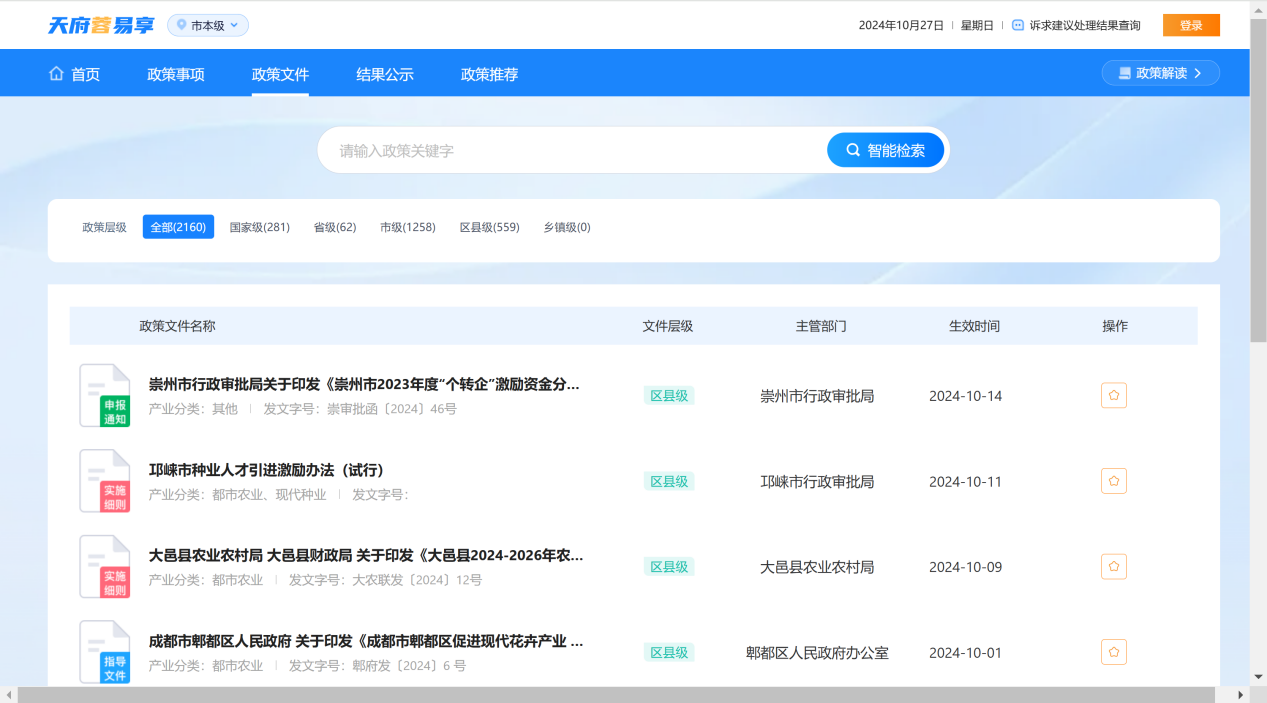 天府蓉易享 市本级 2024年10月27日 星期日 诉求建议处理结果查询 登录
首页 政策事项 政策文件 结果公示 政策推荐 政策解读
请输入政策关键字 智能检索
政策层级 全部(2160) 国家级(281) 省级(62) 市级(1258) 区县级(559) 乡镇级(0)
政策文件名称 文件层级 主管部门 生效时间 操作
申报
通知
崇州市行政审批局关于印发《崇州市2023年度“个转企”激励资金分...
产业分类：其他 发文字号：崇审批函〔2024〕46号
区县级 崇州市行政审批局 2024-10-14
实施
细则
邛崃市种业人才引进激励办法（试行）
产业分类：都市农业、现代种业 发文字号：
区县级 邛崃市行政审批局 2024-10-11
实施
细则
大邑县农业农村局 大邑县财政局 关于印发《大邑县2024-2026年农...
产业分类：都市农业 发文字号：大农联发〔2024〕12号
区县级 大邑县农业农村局 2024-10-09
指导
文件
成都市郫都区人民政府 关于印发《成都市郫都区促进现代花卉产业 ...
产业分类：都市农业 发文字号：郫府发〔2024〕6 号
区县级 郫都区人民政府办公室 2024-10-01